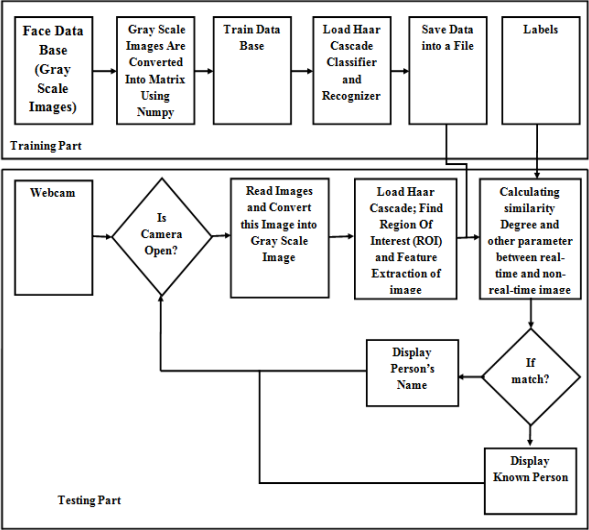 Face Data
Base
(Gray
Scale
Images)
Gray Scale
Images Are
Converted
Into Matrix
Using
Numpy
Train Data
Base
Load Haar
Cascade
Classifier
and
Recognizer
Save Data
into a File
Labels
Training Part
Webcam
Is
Camera
Open?
Read Images
and Convert
this Image into
Gray Scale
Image
Load Haar
Cascade; Find
Region Of
Interest (ROI)
and Feature
Extraction of
image
Calculating
similarity
Degree and
other parameter
between real-
time and non-
real-time image
If
match?
Display
Person's
Name
Display
Known Person
Testing Part